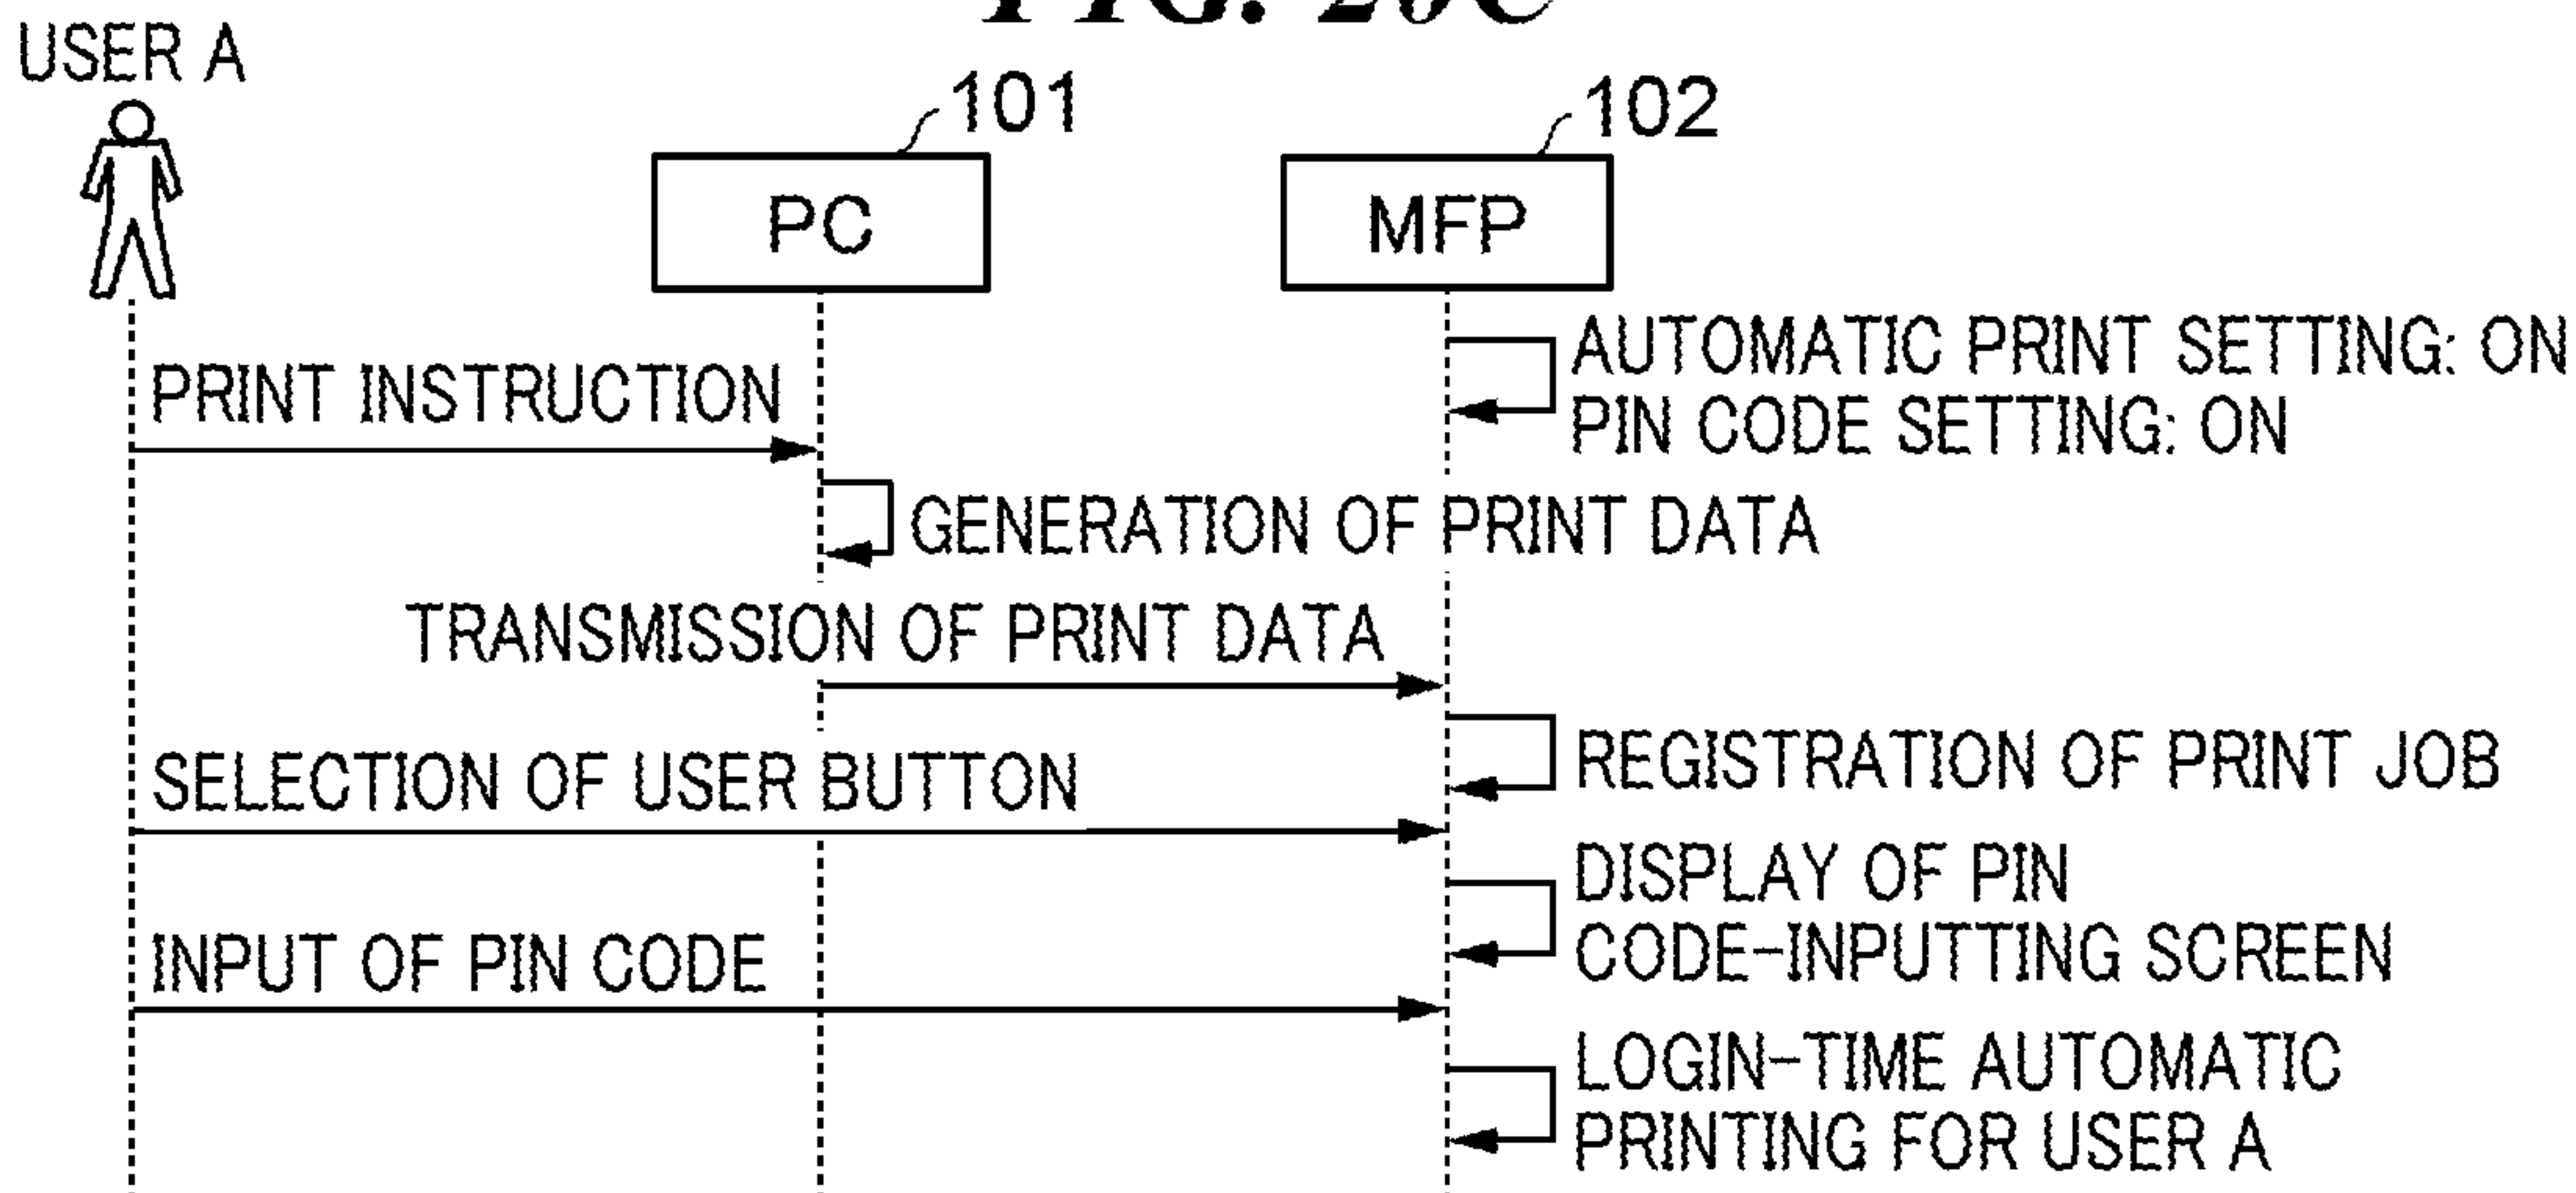 FIG. 20C
USER A
101
102
PC
MFP
AUTOMATIC PRINT SETTING: ON
PIN CODE SETTING: ON
PRINT INSTRUCTION
GENERATION OF PRINT DATA
TRANSMISSION OF PRINT DATA
REGISTRATION OF PRINT JOB
SELECTION OF USER BUTTON
DISPLAY OF PIN
CODE-INPUTTING SCREEN
INPUT OF PIN CODE
LOGIN-TIME AUTOMATIC
PRINTING FOR USER A